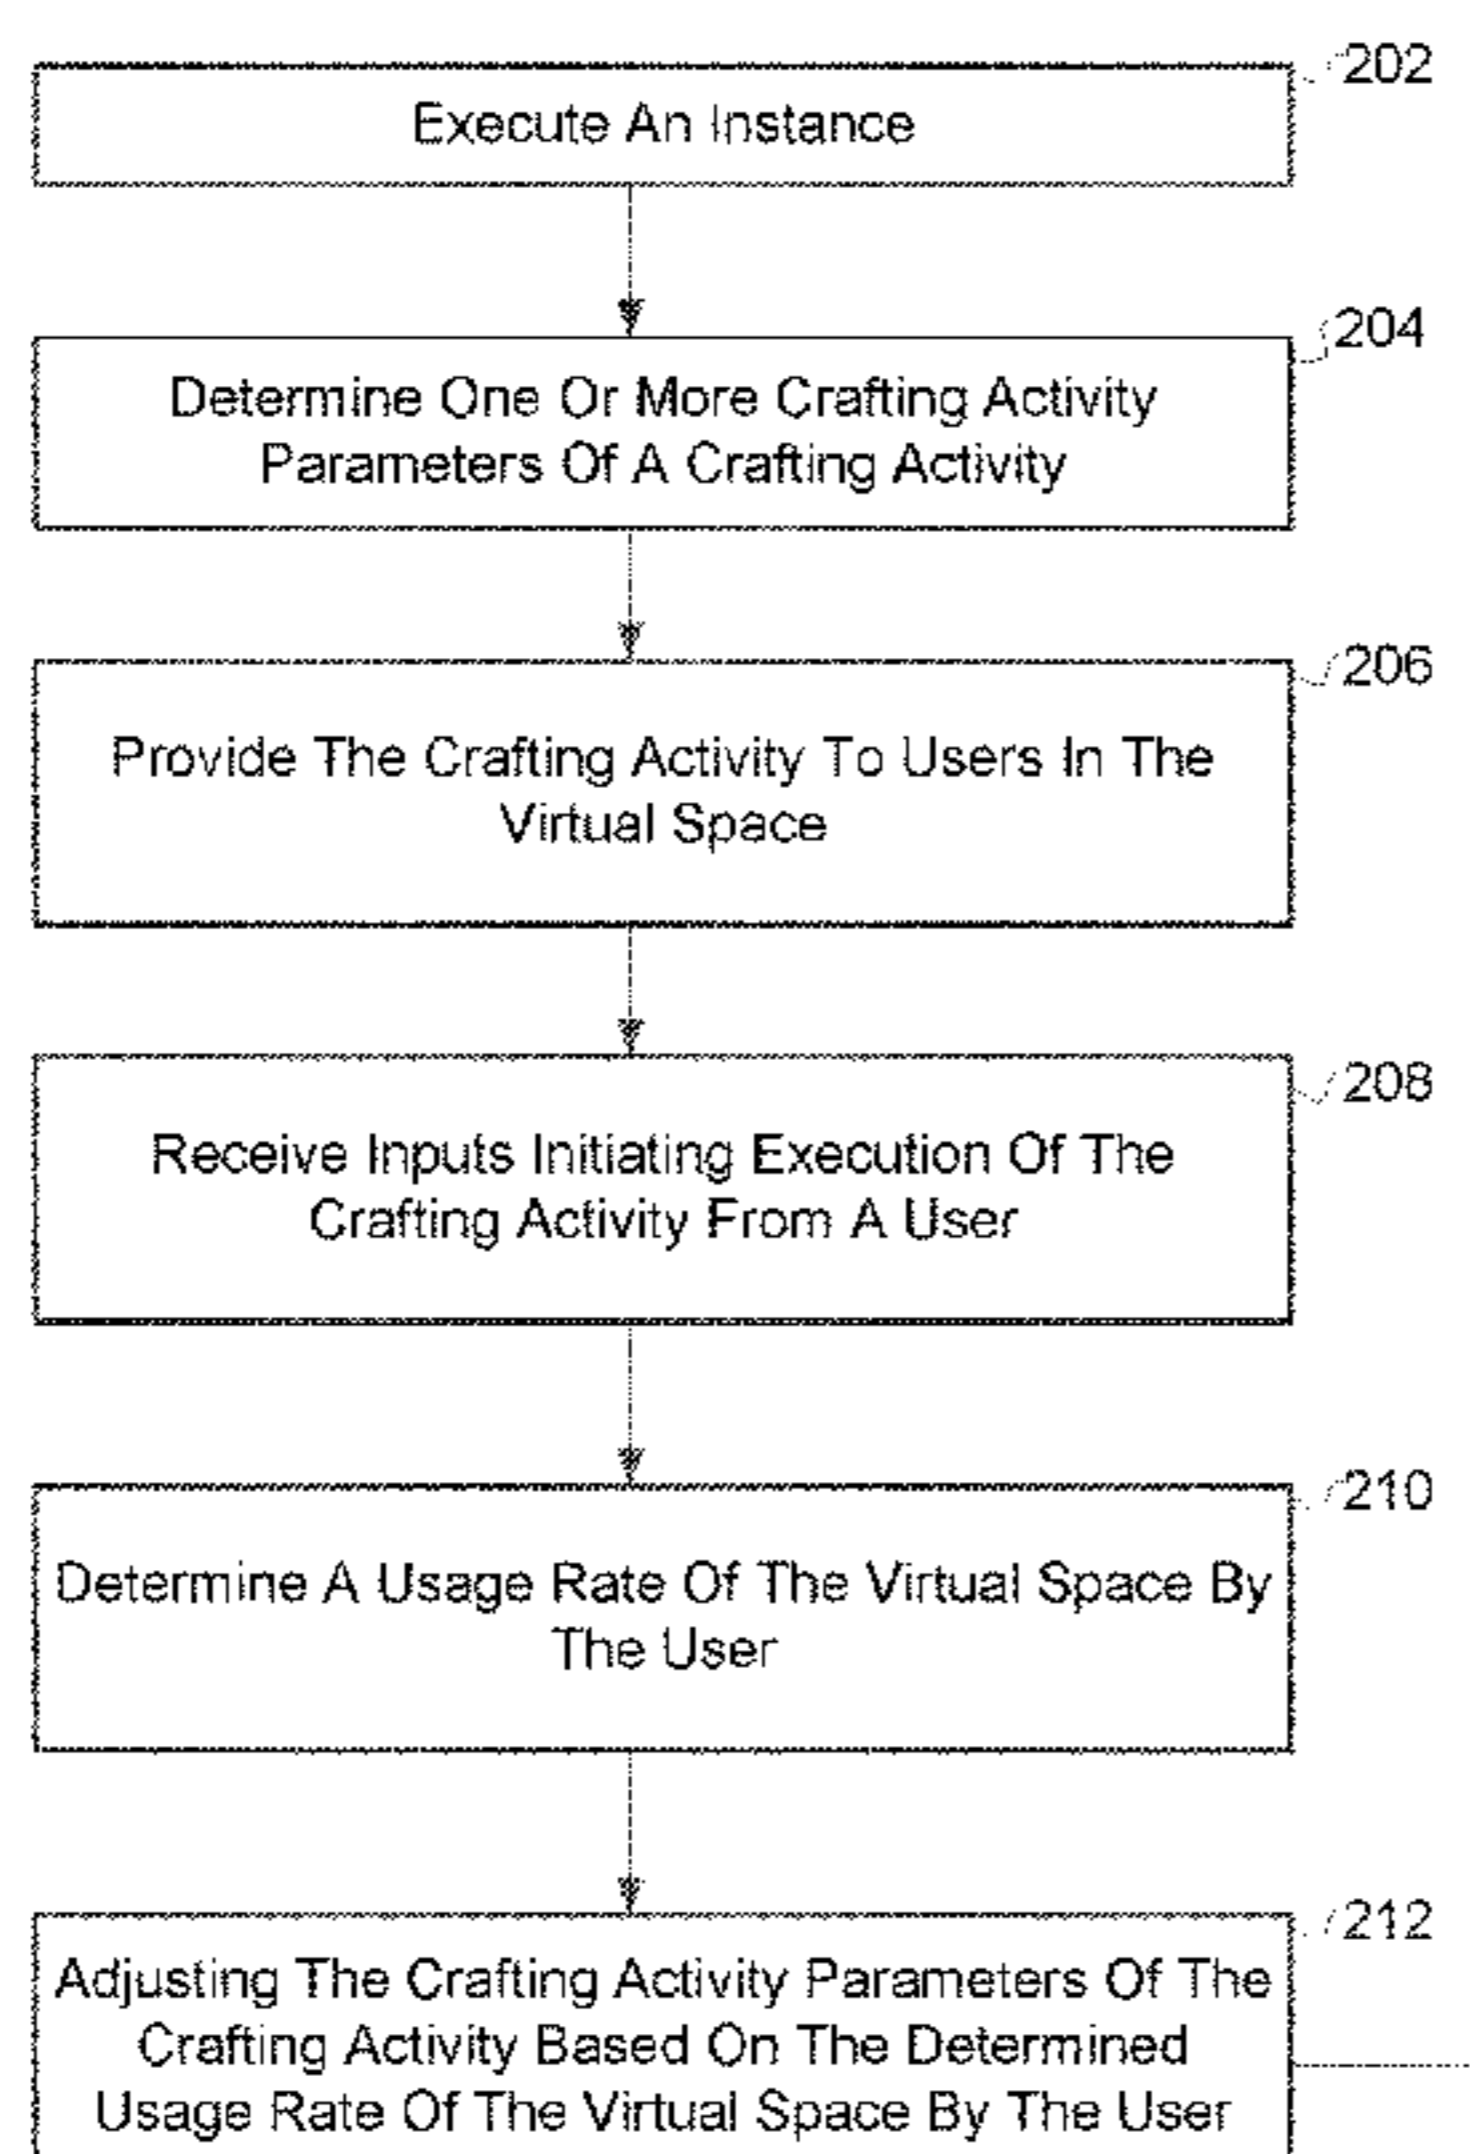 202
Execute An Instance
204
Determine One Or More Crafting Activity
Parameters Of A Crafting Activity
206
Provide The Crafting Activity To Users In The
Virtual Space
208
Receive Inputs Initiating Execution Of The
Crafting Activity From A User
210
Determine A Usage Rate Of The Virtual Space By
The User
212
Adjusting The Crafting Activity Parameters Of The
Crafting Activity Based On The Determined
Usage Rate Of The Virtual Space By The User